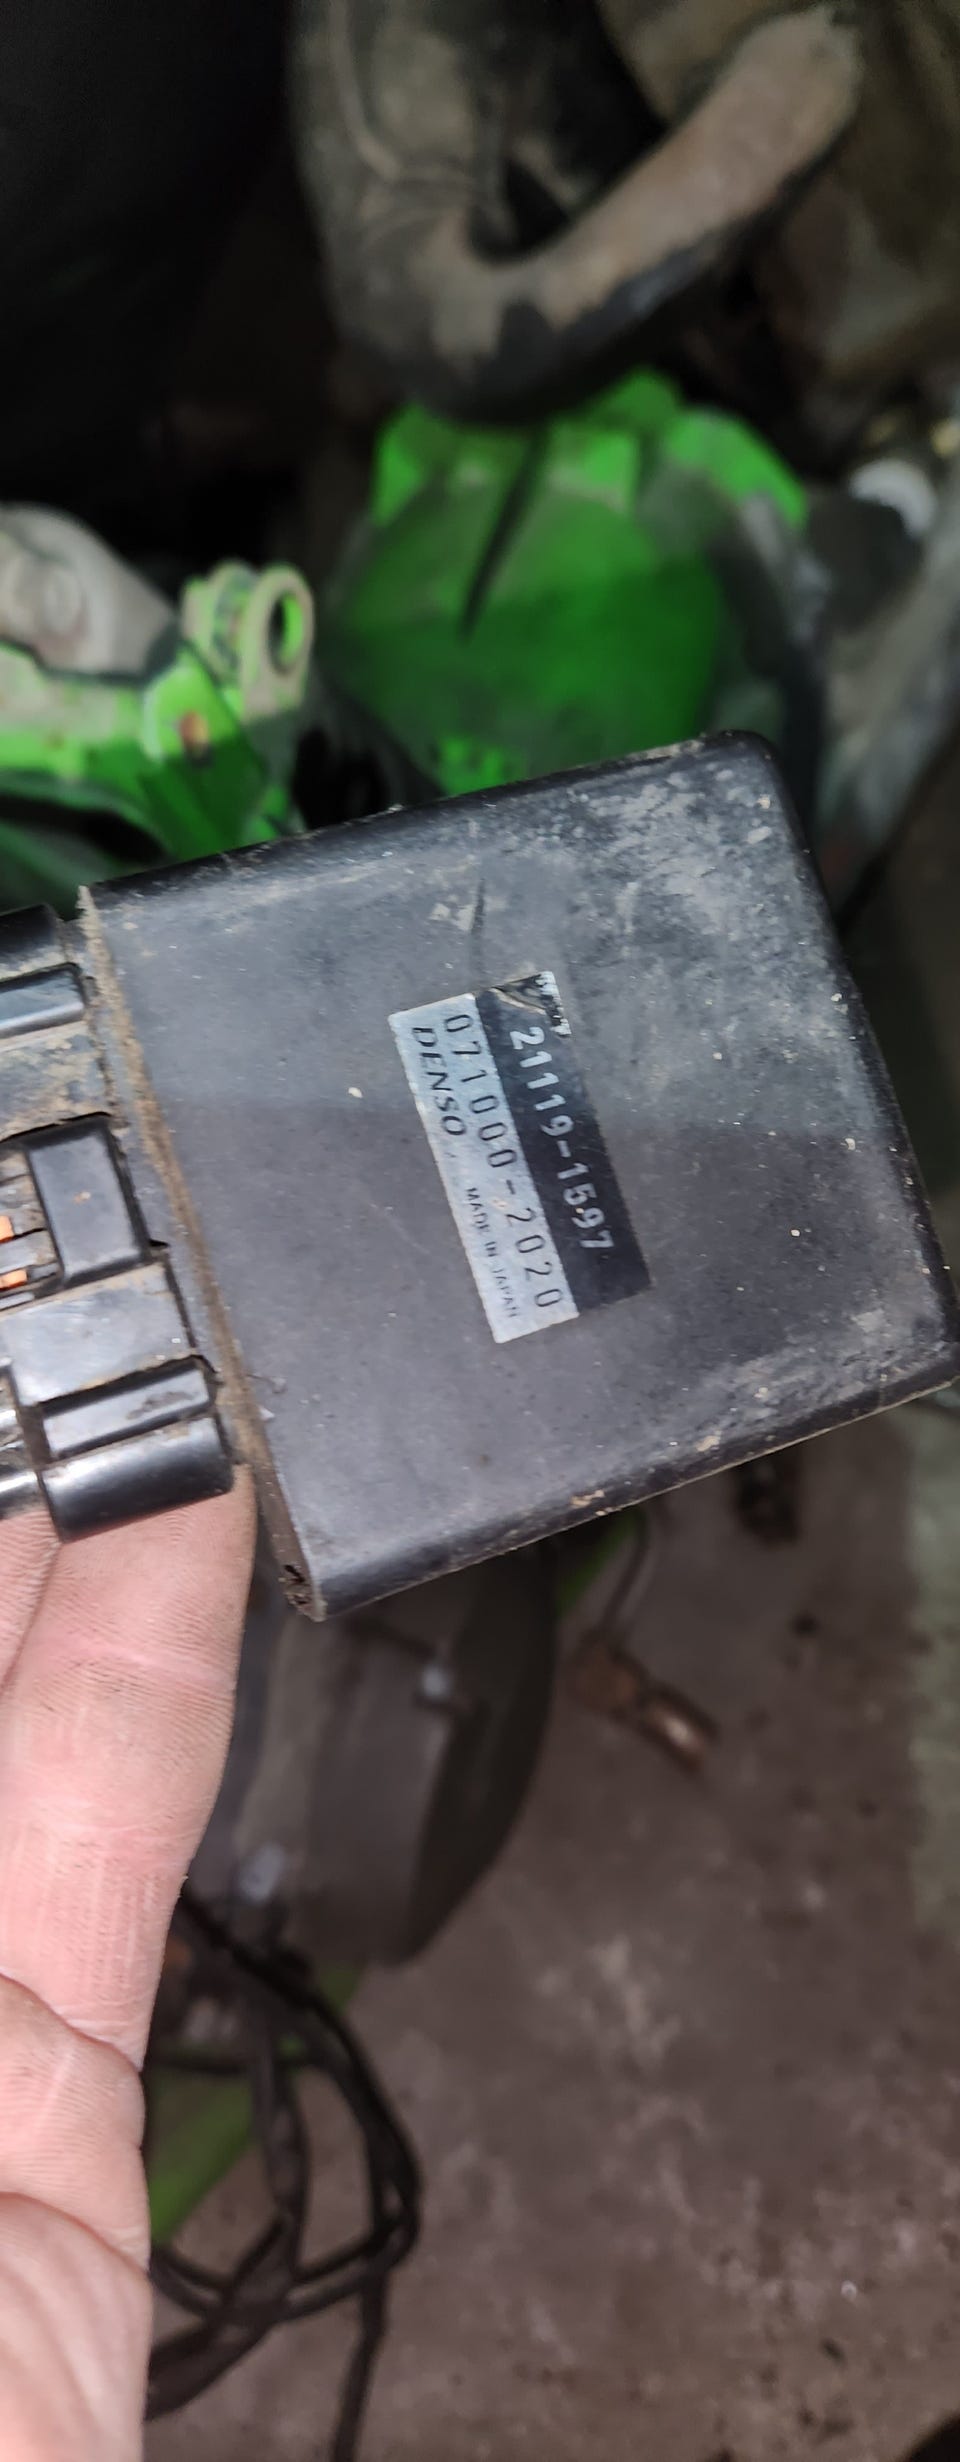 21119-1597
071000-2020
DENSO MADE IN JAPAN